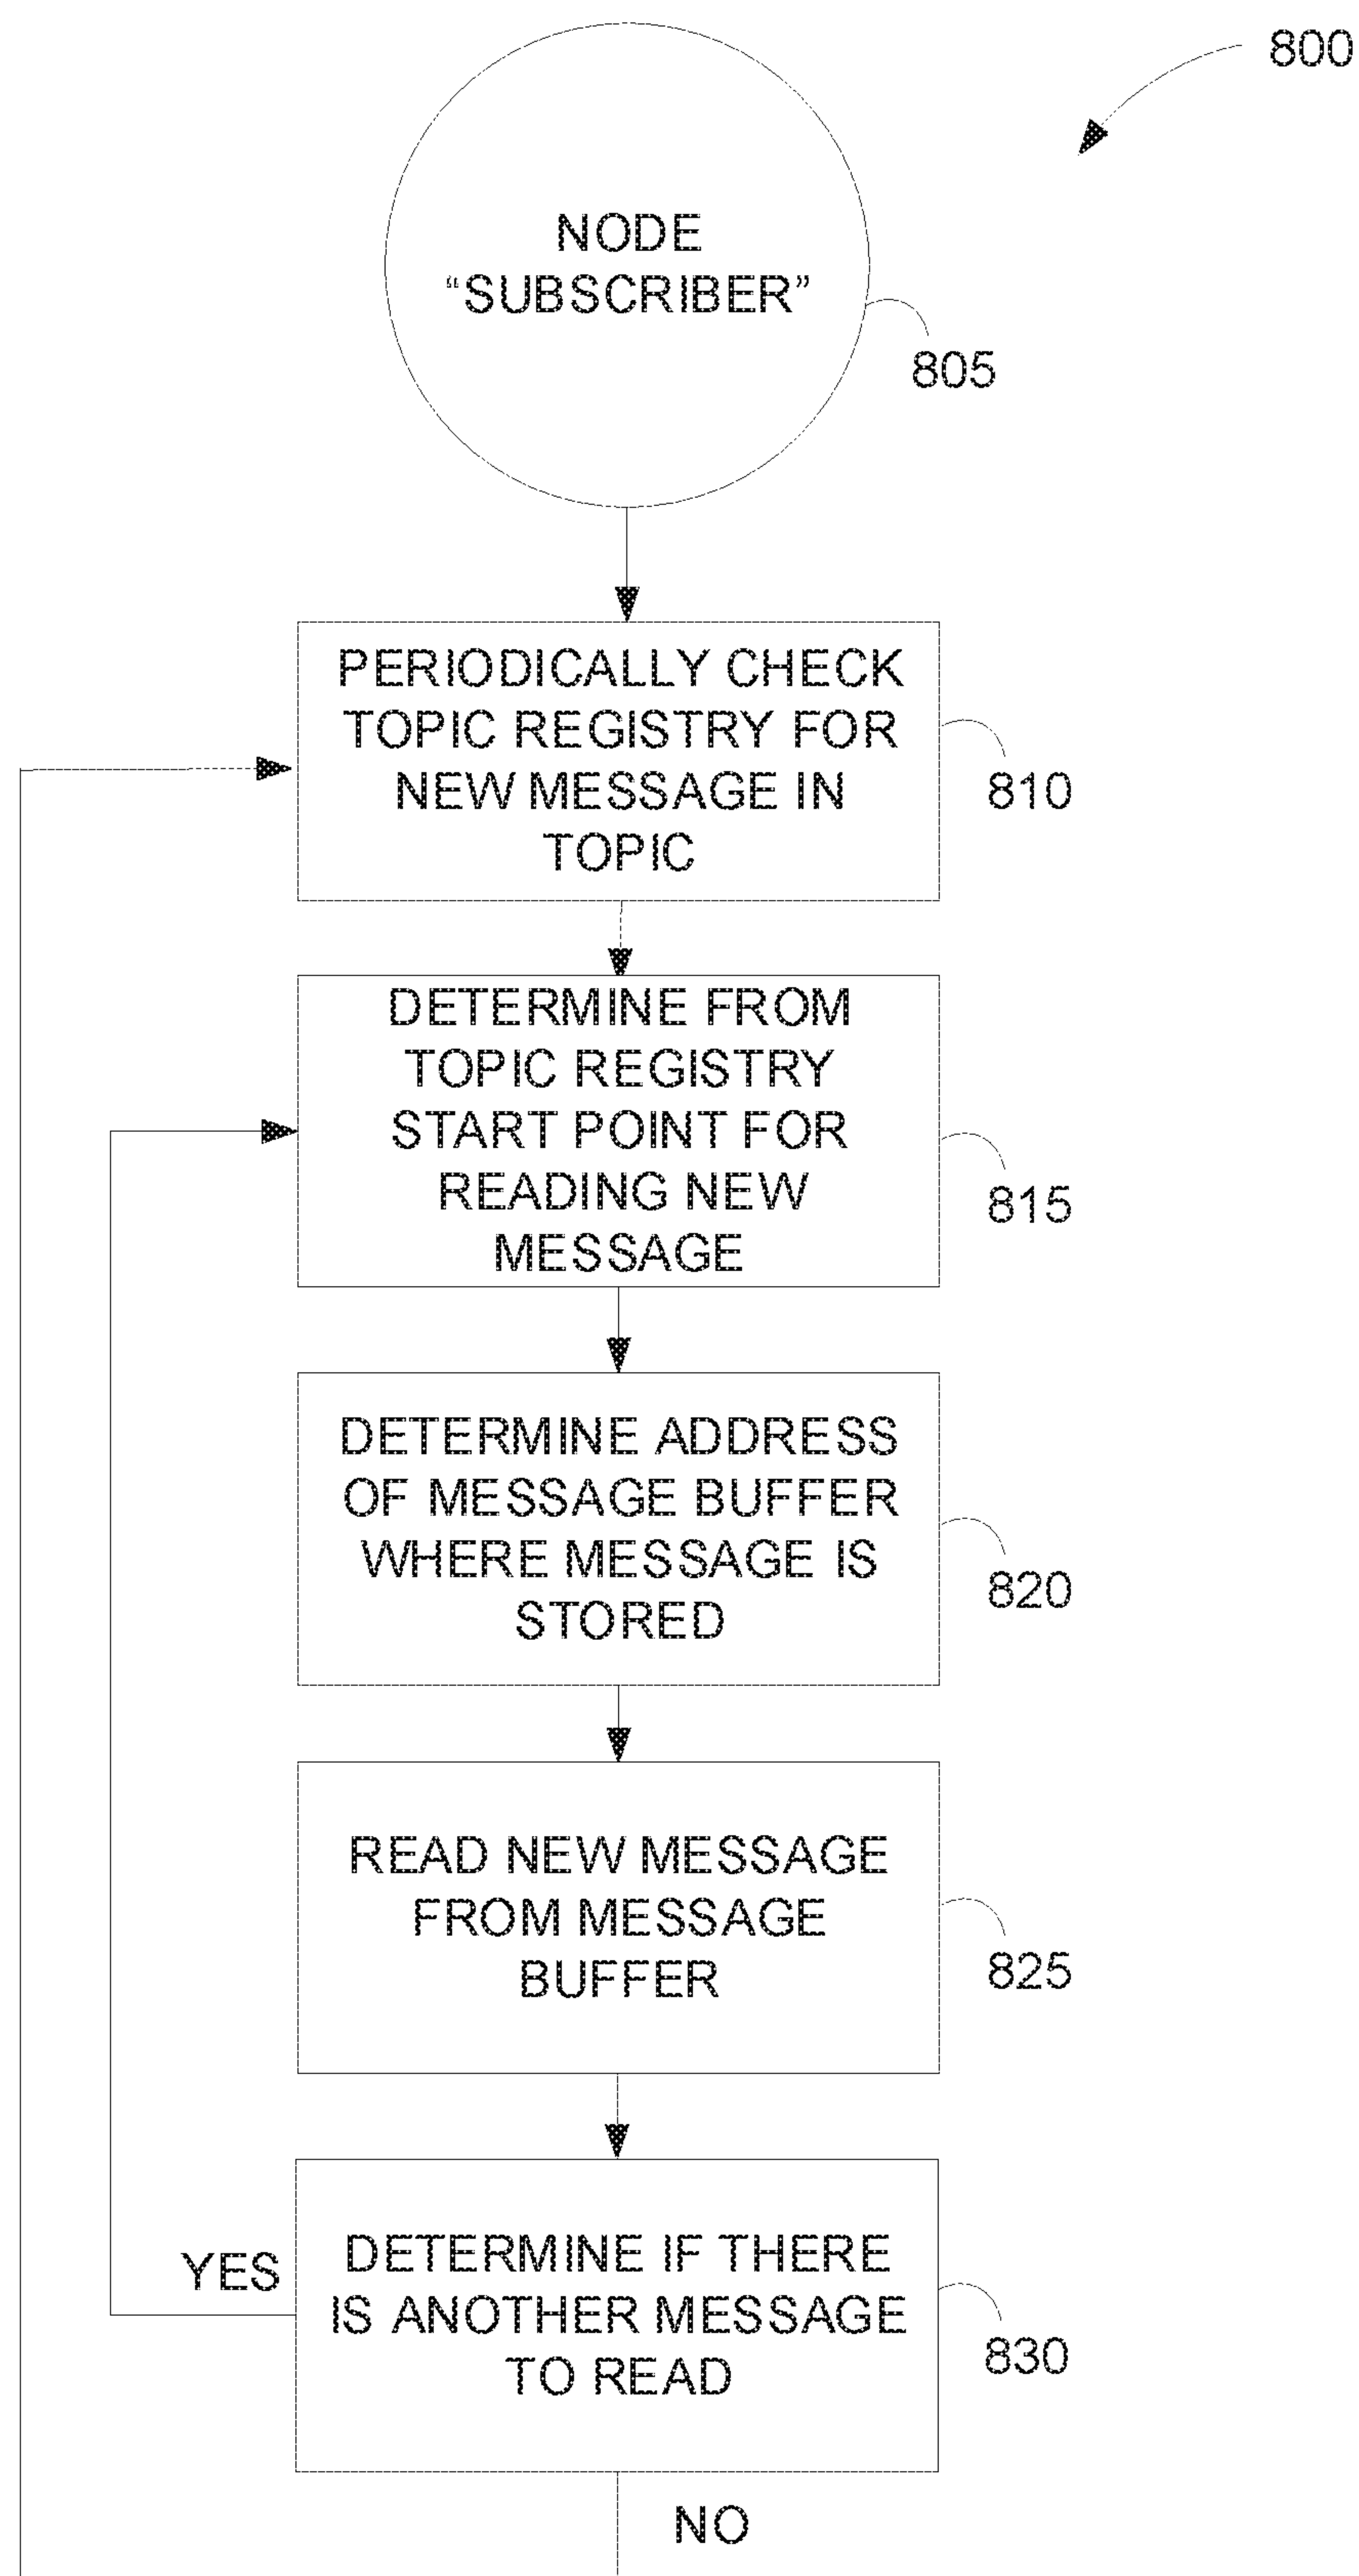 800
NODE
“SUBSCRIBER”
805
PERIODICALLY CHECK
TOPIC REGISTRY FOR
NEW MESSAGE IN
TOPIC
810
DETERMINE FROM
TOPIC REGISTRY
START POINT FOR
READING NEW
MESSAGE
815
DETERMINE ADDRESS
OF MESSAGE BUFFER
WHERE MESSAGE IS
STORED
820
READ NEW MESSAGE
FROM MESSAGE
BUFFER
825
YES
DETERMINE IF THERE
IS ANOTHER MESSAGE
TO READ
830
NO